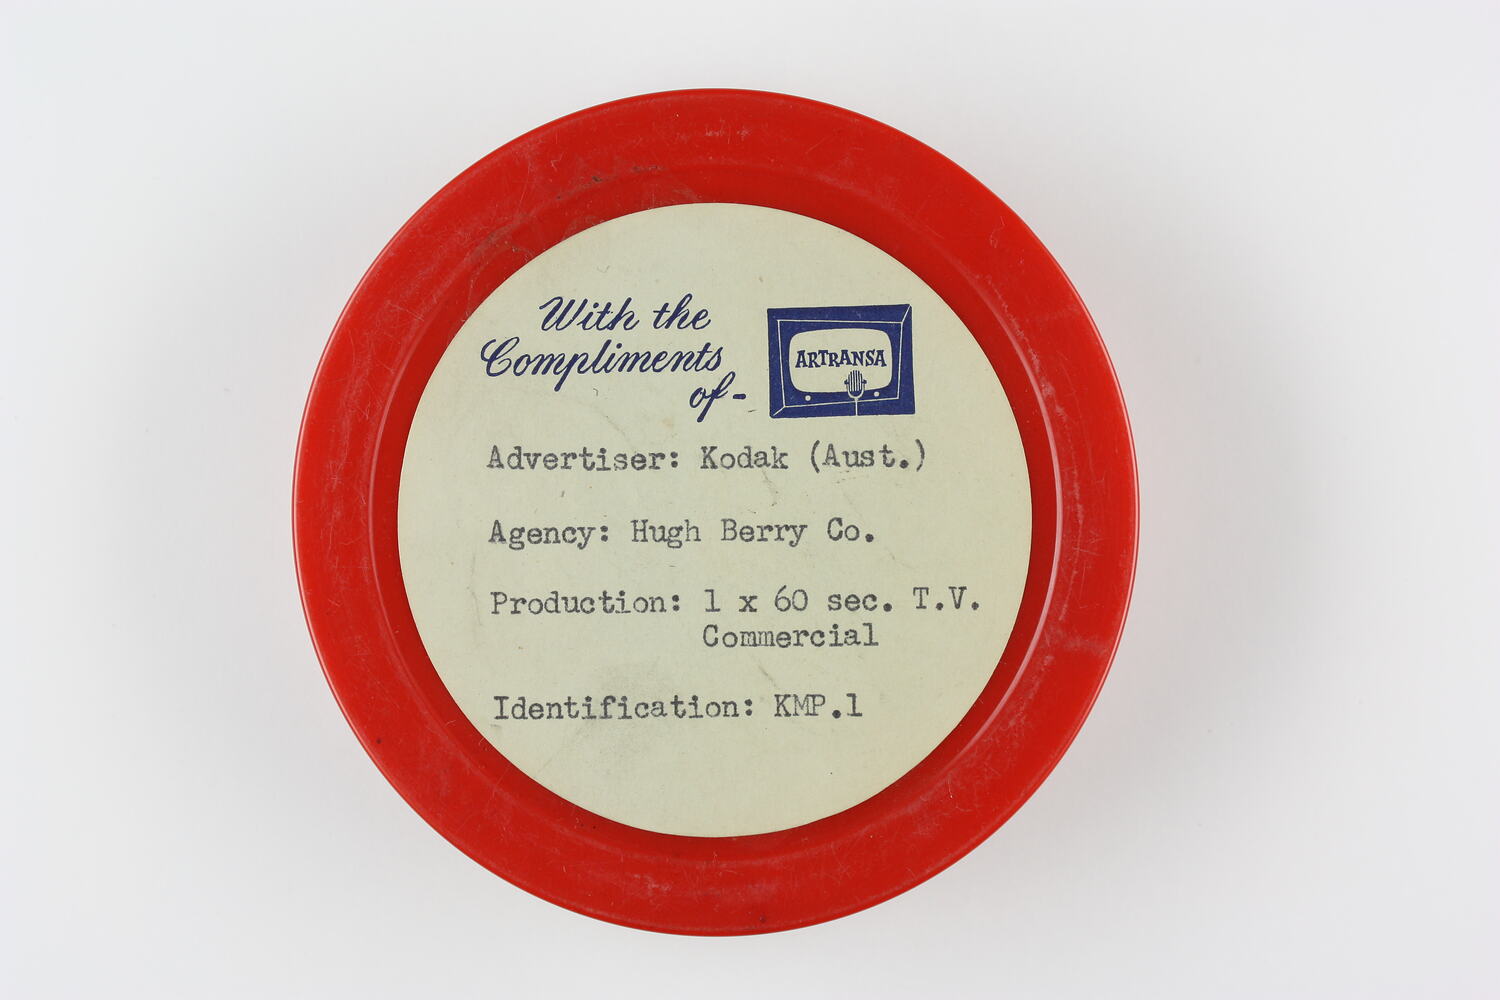 With the
Compliments
of-
ARTRANSA
Advertiser: Kodak (Aust.)
Agency: Hugh Berry Co.
Production: 1 x 60 sec. T.V.
Commercial
Identification: KMP.1